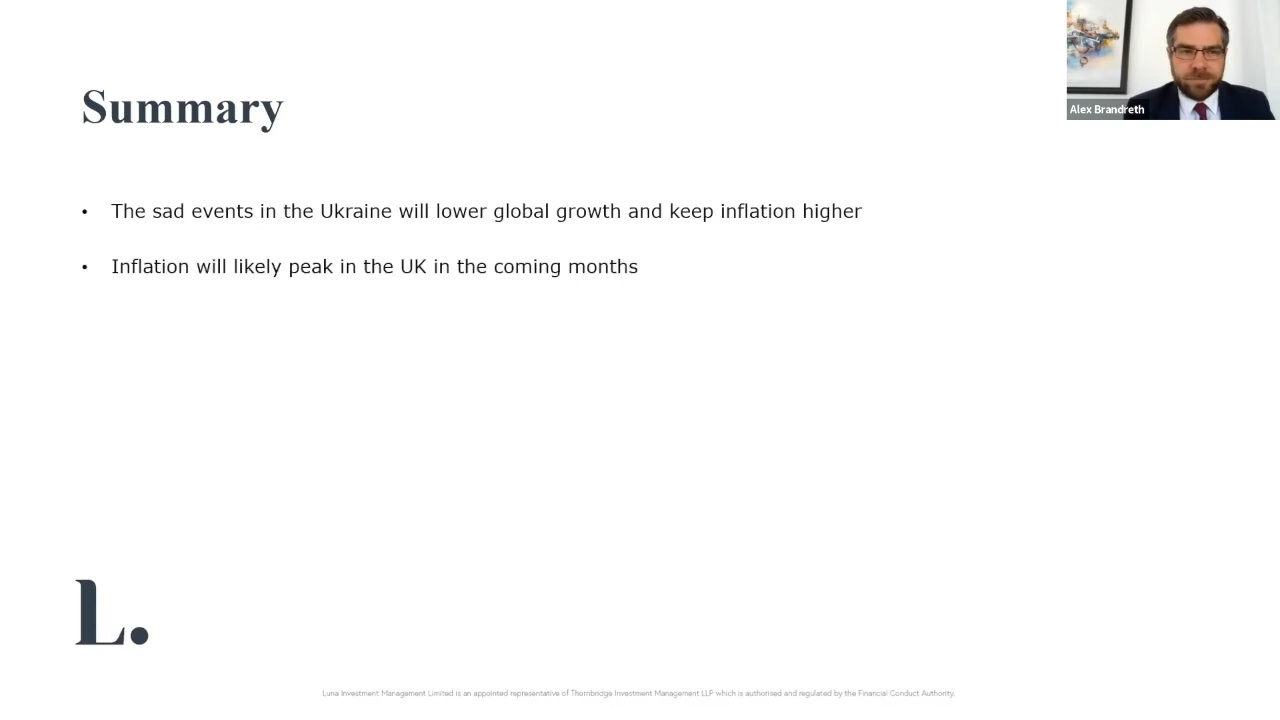 Alex Brandreth
Summary
• The sad events in the Ukraine will lower global growth and keep inflation higher
• Inflation will likely peak in the UK in the coming months
L.
Luna Investment Management Limited is an appointed representative of Thornbridge Investment Management LLP which is authorised and regulated by the Financial Conduct Authority.